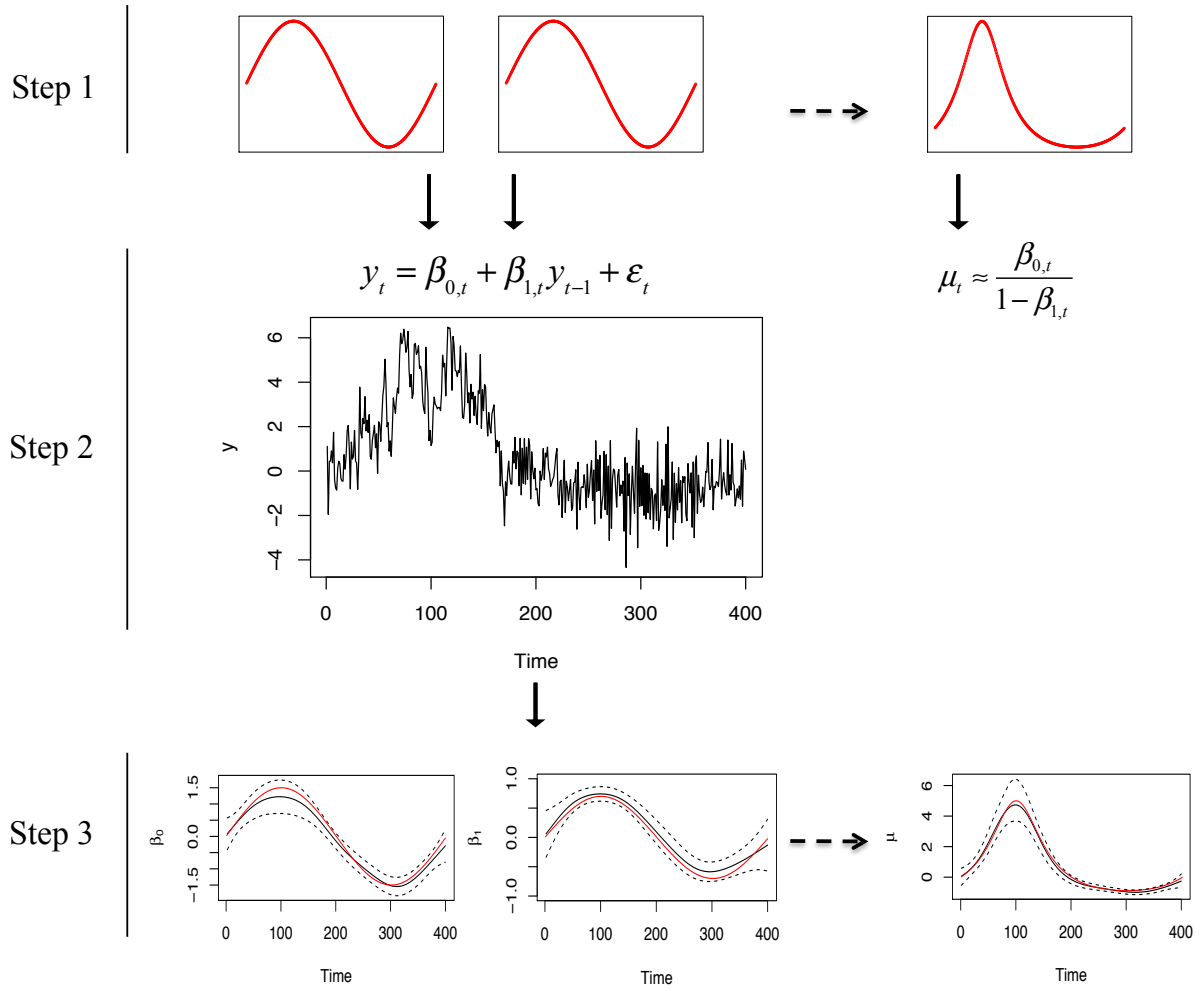 Step 1
y_t = β_{0,t} + β_{1,t} y_{t−1} + ε_t
μ_t ≈ β_{0,t} / (1 − β_{1,t})
Step 2
y
6
4
2
0
−2
−4
0 100 200 300 400
Time
Step 3
β_0
1.5
0.0
−1.5
0 100 200 300 400
Time
β_1
1.0
0.0
−1.0
0 100 200 300 400
Time
μ
6
4
2
0
0 100 200 300 400
Time